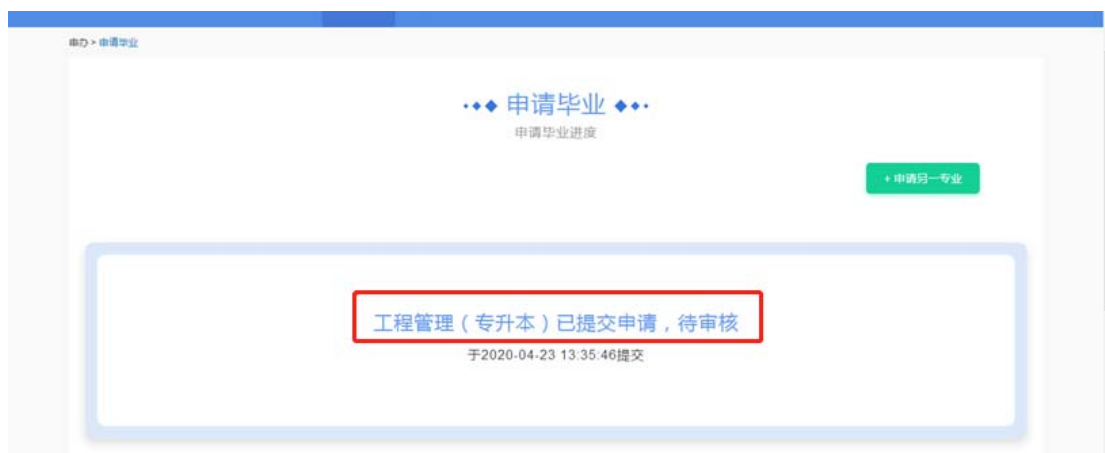 申办 > 申请毕业
申请毕业
申请毕业进度
+ 申请另一专业
工程管理（专升本）已提交申请，待审核
于2020-04-23 13:35:46提交